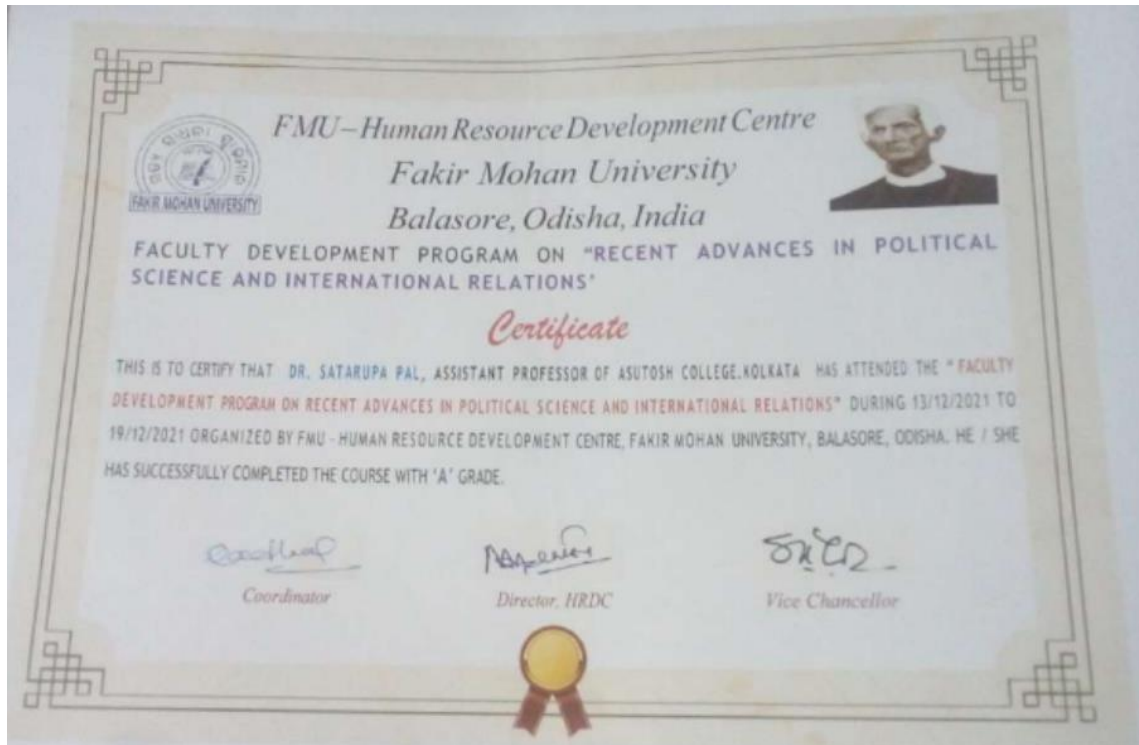 FMU–Human Resource Development Centre
Fakir Mohan University
Balasore, Odisha, India
FAKIR MOHAN UNIVERSITY
FACULTY DEVELOPMENT PROGRAM ON "RECENT ADVANCES IN POLITICAL
SCIENCE AND INTERNATIONAL RELATIONS'
Certificate
THIS IS TO CERTIFY THAT DR. SATARUPA PAL, ASSISTANT PROFESSOR OF ASUTOSH COLLEGE.KOLKATA HAS ATTENDED THE "FACULTY
DEVELOPMENT PROGRAM ON RECENT ADVANCES IN POLITICAL SCIENCE AND INTERNATIONAL RELATIONS" DURING 13/12/2021 TO
19/12/2021 ORGANIZED BY FMU - HUMAN RESOURCE DEVELOPMENT CENTRE, FAKIR MOHAN UNIVERSITY, BALASORE, ODISHA. HE / SHE
HAS SUCCESSFULLY COMPLETED THE COURSE WITH 'A' GRADE.
Coordinator
Director, HRDC
Vice Chancellor